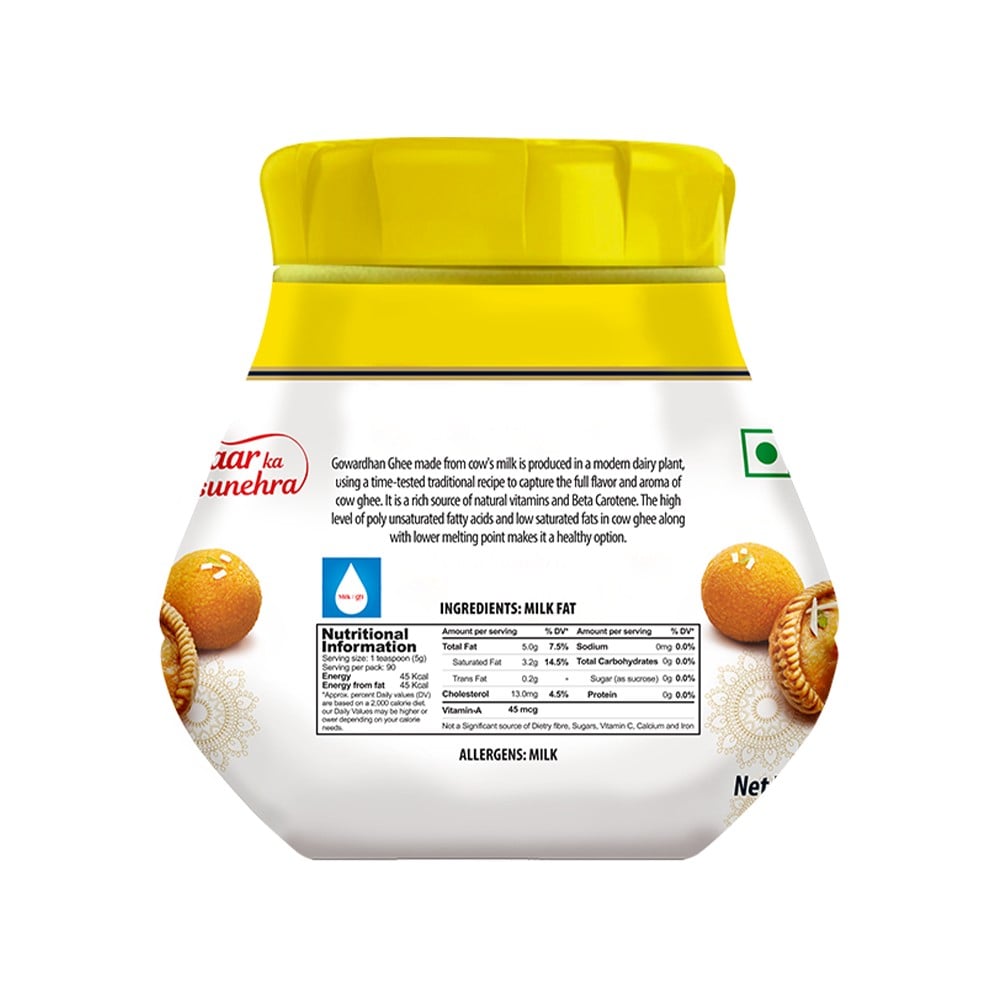 aar ka
sunehra
Gowardhan Ghee made from cow's milk is produced in a modern dairy plant,
using a time-tested traditional recipe to capture the full flavor and aroma of
cow ghee. It is a rich source of natural vitamins and Beta Carotene. The high
level of poly unsaturated fatty acids and low saturated fats in cow ghee along
with lower melting point makes it a healthy option.
INGREDIENTS: MILK FAT
Nutritional
Information
Serving size: 1 teaspoon (5g)
Serving per pack: 90
Energy 45 Kcal
Energy from fat 45 Kcal
*Approx. percent Daily values (DV)
are based on a 2,000 calorie diet.
our Daily Values may be higher or
ower depending on your calorie
needs.
Amount per serving % DV* Amount per serving % DV*
Total Fat 5.0g 7.5% Sodium 0mg 0.0%
Saturated Fat 3.2g 14.5% Total Carbohydrates 0g 0.0%
Trans Fat 0.2g - Sugar (as sucrose) 0g 0.0%
Cholesterol 13.0mg 4.5% Protein 0g 0.0%
Vitamin-A 45 mcg
Not a Significant source of Dietry fibre, Sugars, Vitamin C, Calcium and Iron
ALLERGENS: MILK
Net